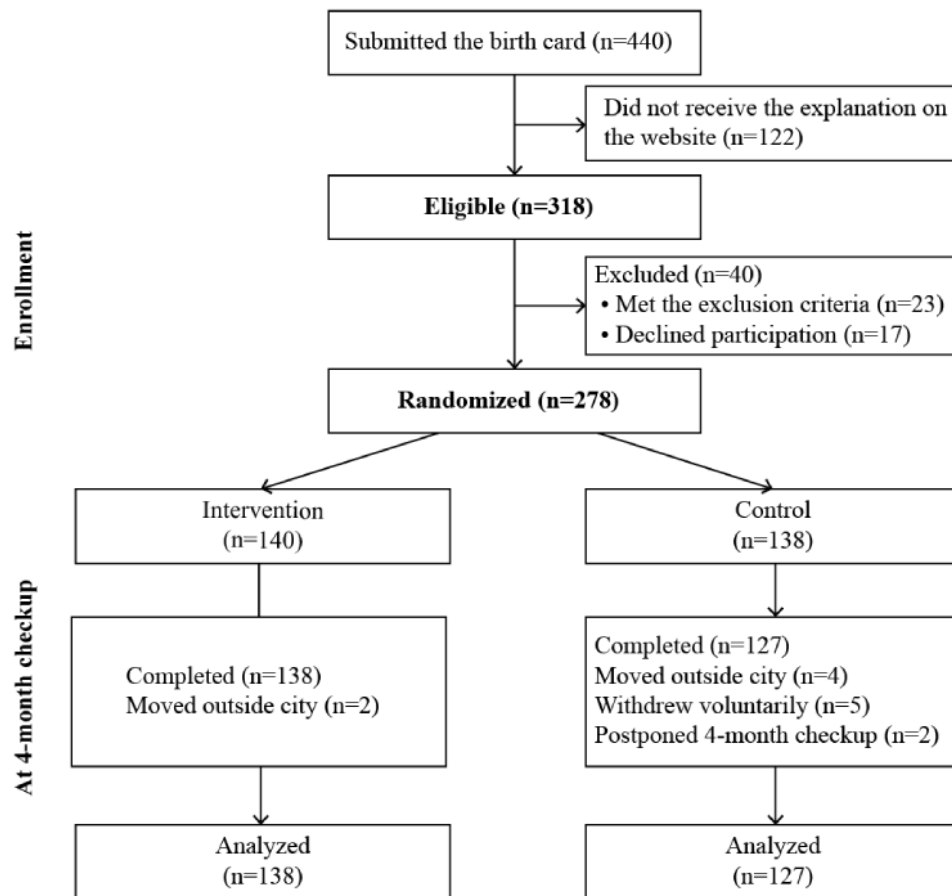 Submitted the birth card (n=440)
Did not receive the explanation on
the website (n=122)
Eligible (n=318)
Enrollment
Excluded (n=40)
• Met the exclusion criteria (n=23)
• Declined participation (n=17)
Randomized (n=278)
Intervention
(n=140)
Control
(n=138)
At 4-month checkup
Completed (n=138)
Moved outside city (n=2)
Completed (n=127)
Moved outside city (n=4)
Withdrew voluntarily (n=5)
Postponed 4-month checkup (n=2)
Analyzed
(n=138)
Analyzed
(n=127)